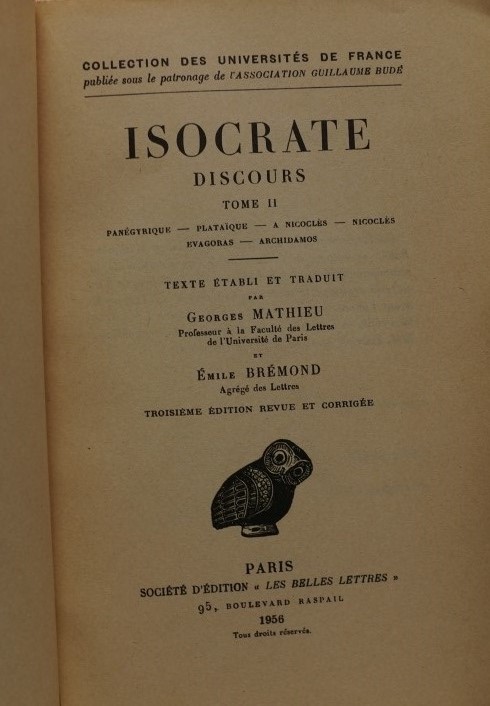 COLLECTION DES UNIVERSITÉS DE FRANCE
publiée sous le patronage de l'ASSOCIATION GUILLAUME BUDÉ
ISOCRATE
DISCOURS
TOME II
PANÉGYRIQUE — PLATAÏQUE — A NICOCLÈS — NICOCLÈS
EVAGORAS — ARCHIDAMOS
TEXTE ÉTABLI ET TRADUIT
PAR
GEORGES MATHIEU
Professeur à la Faculté des Lettres
de l'Université de Paris
ET
ÉMILE BRÉMOND
Agrégé des Lettres
TROISIÈME ÉDITION REVUE ET CORRIGÉE
PARIS
SOCIÉTÉ D'ÉDITION « LES BELLES LETTRES »
95, BOULEVARD RASPAIL
1956
Tous droits réservés.